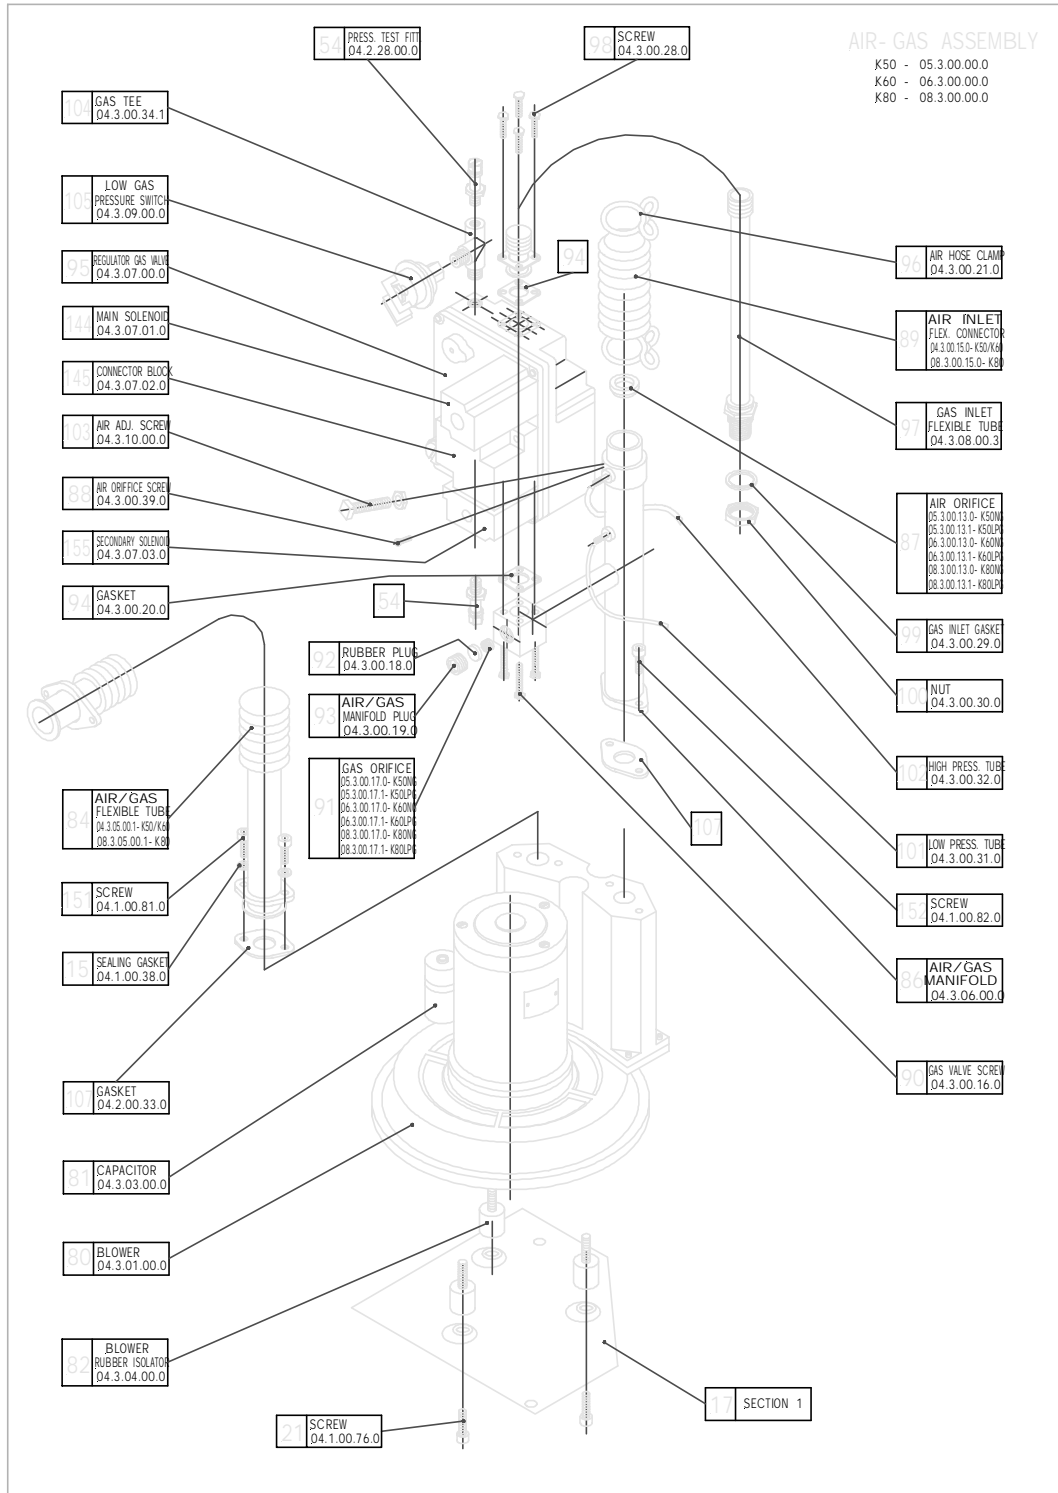 AIR- GAS ASSEMBLY
K50 - 05.3.00.00.0
K60 - 06.3.00.00.0
K80 - 08.3.00.00.0
54 PRESS. TEST FITT.
04.2.28.00.0
98 SCREW
04.3.00.28.0
104 GAS TEE
04.3.00.34.1
105 LOW GAS
PRESSURE SWITCH
04.3.09.00.0
95 REGULATOR GAS VALVE
04.3.07.00.0
144 MAIN SOLENOID
04.3.07.01.0
145 CONNECTOR BLOCK
04.3.07.02.0
103 AIR ADJ. SCREW
04.3.10.00.0
88 AIR ORIFFICE SCREW
04.3.00.39.0
155 SECONDARY SOLENOID
04.3.07.03.0
94 GASKET
04.3.00.20.0
94
54
92 RUBBER PLUG
04.3.00.18.0
93 AIR/GAS
MANIFOLD PLUG
04.3.00.19.0
91 GAS ORIFICE
05.3.00.17.0- K50NG
05.3.00.17.1- K50LPG
06.3.00.17.0- K60NG
06.3.00.17.1- K60LPG
08.3.00.17.0- K80NG
08.3.00.17.1- K80LPG
84 AIR/GAS
FLEXIBLE TUBE
04.3.05.00.1- K50/K60
08.3.05.00.1- K80
151 SCREW
04.1.00.81.0
15 SEALING GASKET
04.1.00.38.0
107 GASKET
04.2.00.33.0
81 CAPACITOR
04.3.03.00.0
80 BLOWER
04.3.01.00.0
82 BLOWER
RUBBER ISOLATOR
04.3.04.00.0
21 SCREW
04.1.00.76.0
17 SECTION 1
96 AIR HOSE CLAMP
04.3.00.21.0
89 AIR INLET
FLEX. CONNECTOR
04.3.00.15.0- K50/K60
08.3.00.15.0- K80
97 GAS INLET
FLEXIBLE TUBE
04.3.08.00.3
87 AIR ORIFICE
05.3.00.13.0- K50NG
05.3.00.13.1- K50LPG
06.3.00.13.0- K60NG
06.3.00.13.1- K60LPG
08.3.00.13.0- K80NG
08.3.00.13.1- K80LPG
99 GAS INLET GASKET
04.3.00.29.0
100 NUT
04.3.00.30.0
102 HIGH PRESS. TUBE
04.3.00.32.0
107
101 LOW PRESS. TUBE
04.3.00.31.0
152 SCREW
04.1.00.82.0
86 AIR/GAS
MANIFOLD
04.3.06.00.0
90 GAS VALVE SCREW
04.3.00.16.0